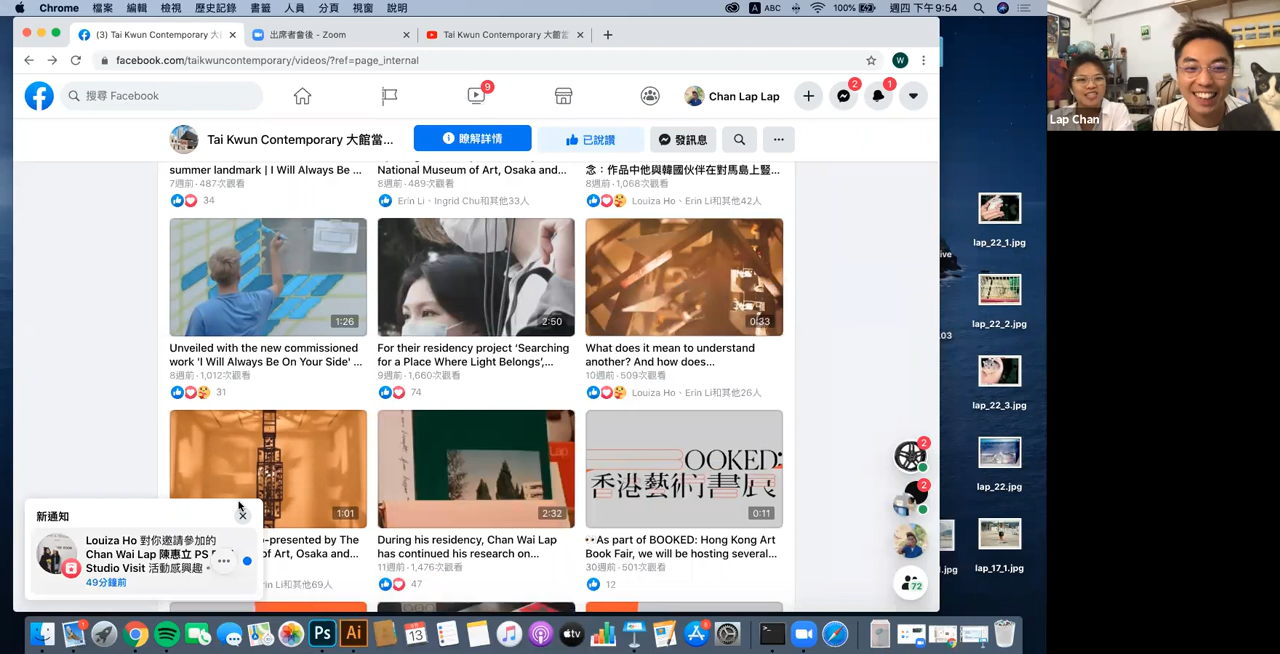 Chrome 檔案 編輯 檢視 歷史記錄 書籤 人員 分頁 視窗 說明
A ABC 100% 週四 下午9:54
(3) Tai Kwun Contemporary 大
出席者會後 - Zoom
Tai Kwun Contemporary 大館當
facebook.com/taikwuncontemporary/videos/?ref=page_internal
W
搜尋 Facebook
9
Chan Lap Lap
2
1
Tai Kwun Contemporary 大館當...
瞭解詳情
已說讚
發訊息
Lap Chan
summer landmark | I Will Always Be ...
7週前 · 487次觀看
34
National Museum of Art, Osaka and...
8週前 · 489次觀看
Erin Li、Ingrid Chu和其他33人
念：作品中他與韓國伙伴在對馬島上豎...
8週前 · 1,068次觀看
Louiza Ho、Erin Li和其他42人
1:26
Unveiled with the new commissioned
work 'I Will Always Be On Your Side' ...
8週前 · 1,012次觀看
31
2:50
For their residency project ‘Searching
for a Place Where Light Belongs’,...
9週前 · 1,660次觀看
74
0:33
What does it mean to understand
another? And how does...
10週前 · 509次觀看
Louiza Ho、Erin Li和其他26人
1:01
-presented by The
of Art, Osaka and...
Erin Li和其他69人
2:32
During his residency, Chan Wai Lap
has continued his research on...
11週前 · 1,476次觀看
47
OOKED:
香港藝術書展
0:11
As part of BOOKED: Hong Kong Art
Book Fair, we will be hosting several...
30週前 · 501次觀看
12
新通知
Louiza Ho 對你邀請參加的
Chan Wai Lap 陳惠立 PS
Studio Visit 活動感興趣。
49分鐘前
2
2
72
lap_22_1.jpg
ive
lap_22_2.jpg
.03
lap_22_3.jpg
lap_22.jpg
lap_17_1.jpg
.jpg
13
Ps
Ai
tv